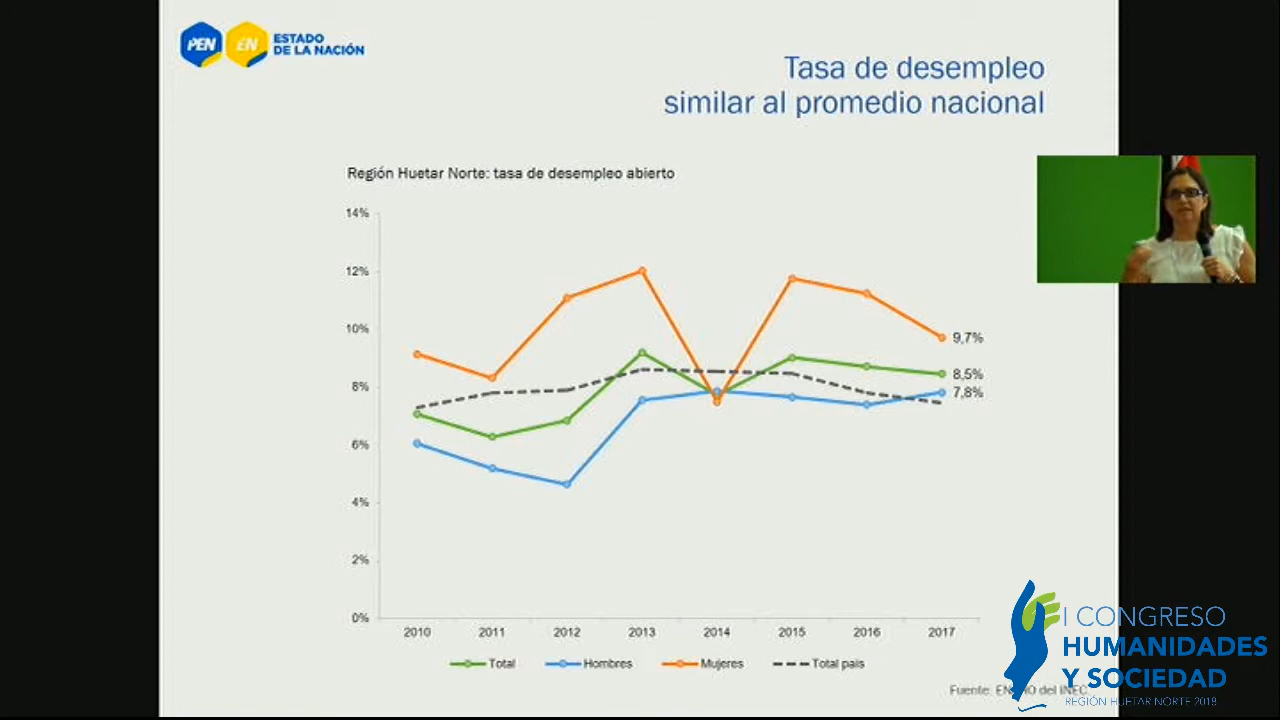 PEN EN ESTADO
DE LA NACIÓN
Tasa de desempleo
similar al promedio nacional
Región Huetar Norte: tasa de desempleo abierto
14%
12%
10%
8%
6%
4%
2%
0%
9,7%
8,5%
7,8%
2010 2011 2012 2013 2014 2015 2016 2017
Total Hombres Mujeres Total país
Fuente: del INEC
I CONGRESO
HUMANIDADES
Y SOCIEDAD
REGIÓN HUETAR NORTE 2018